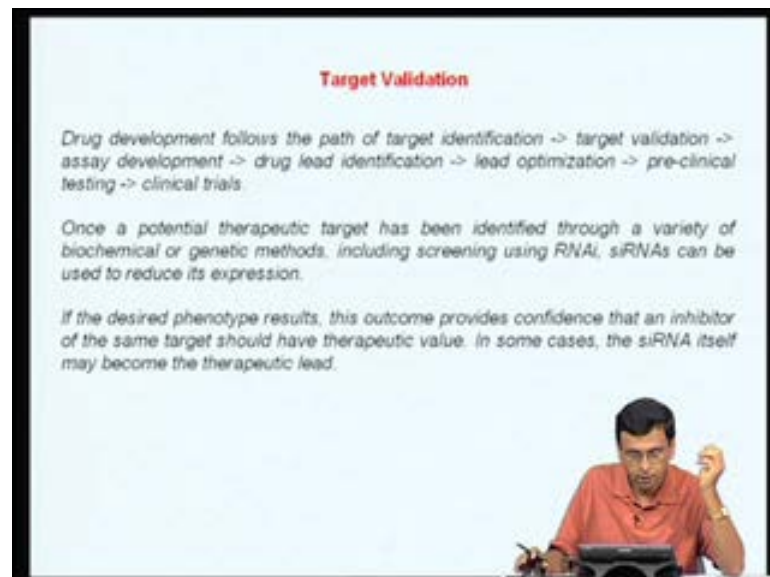 Target Validation
Drug development follows the path of target identification -> target validation ->
assay development -> drug lead identification -> lead optimization -> pre-clinical
testing -> clinical trials
Once a potential therapeutic target has been identified through a variety of
biochemical or genetic methods, including screening using RNAi, siRNAs can be
used to reduce its expression.
If the desired phenotype results, this outcome provides confidence that an inhibitor
of the same target should have therapeutic value. In some cases, the siRNA itself
may become the therapeutic lead.